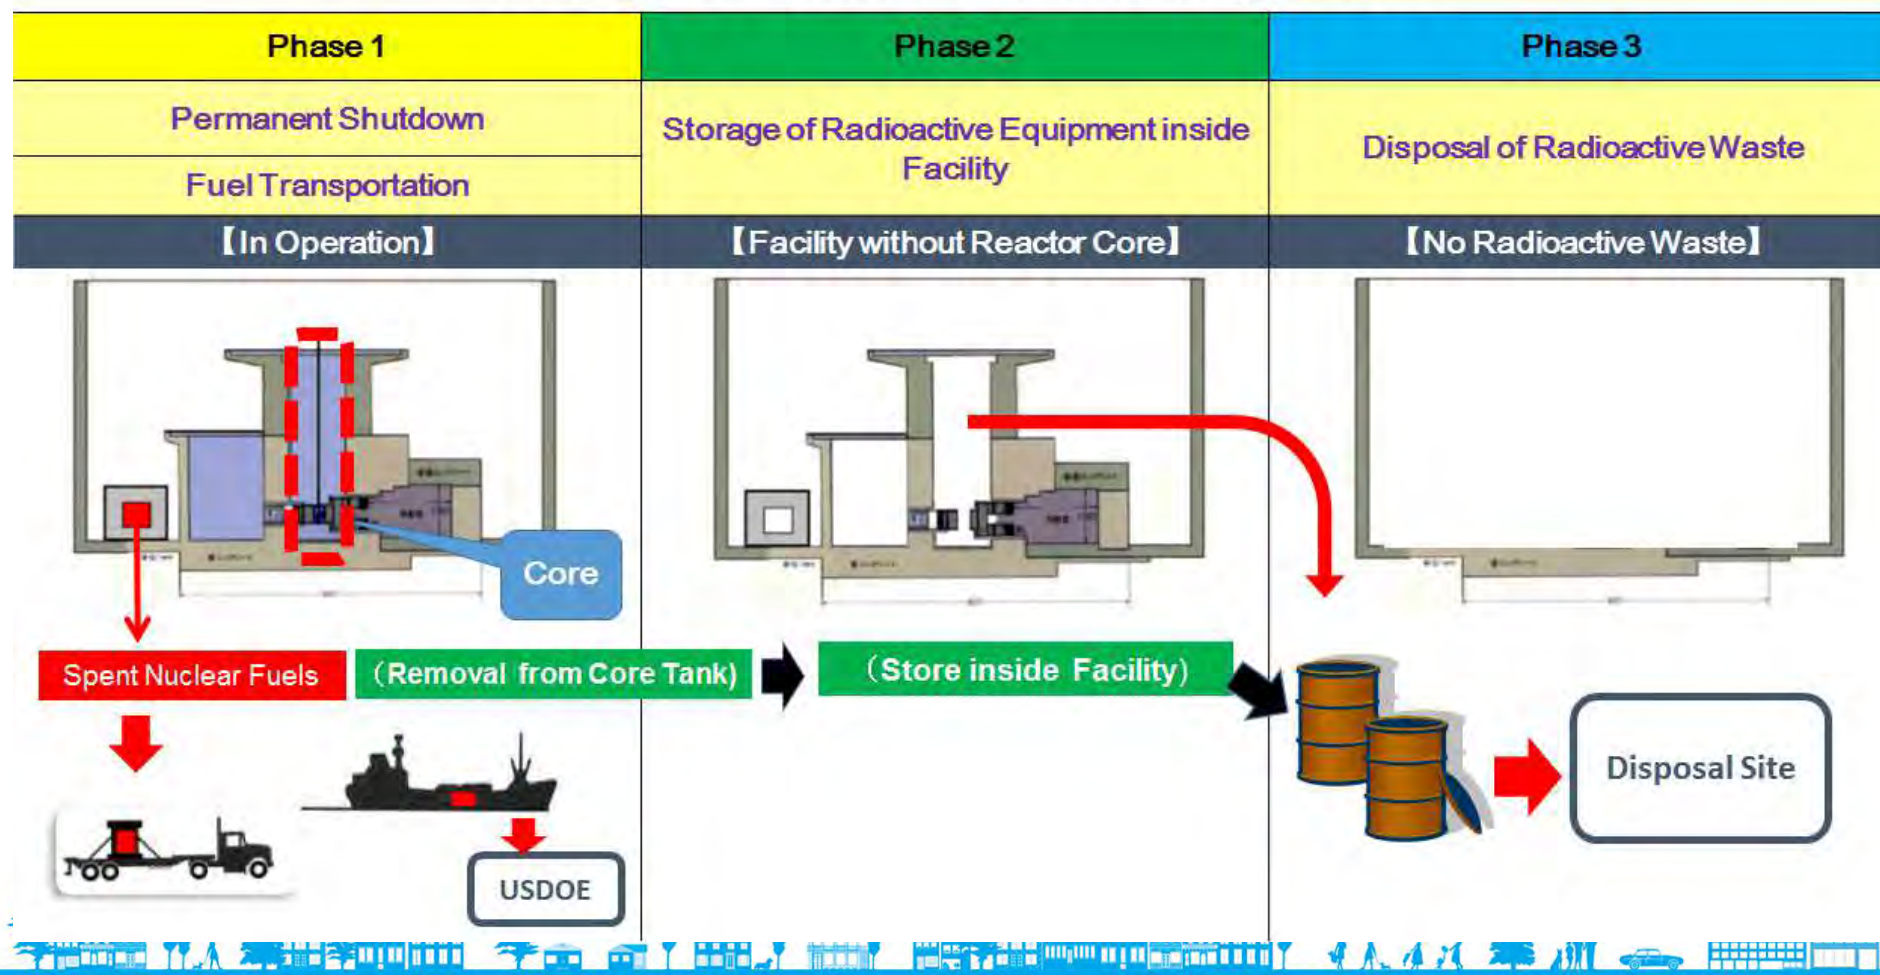 Phase 1
Phase 2
Phase 3
Permanent Shutdown
Fuel Transportation
Storage of Radioactive Equipment inside
Facility
Disposal of Radioactive Waste
【In Operation】
【Facility without Reactor Core】
【No Radioactive Waste】
Core
Spent Nuclear Fuels
（Removal from Core Tank)
（Store inside Facility)
Disposal Site
USDOE